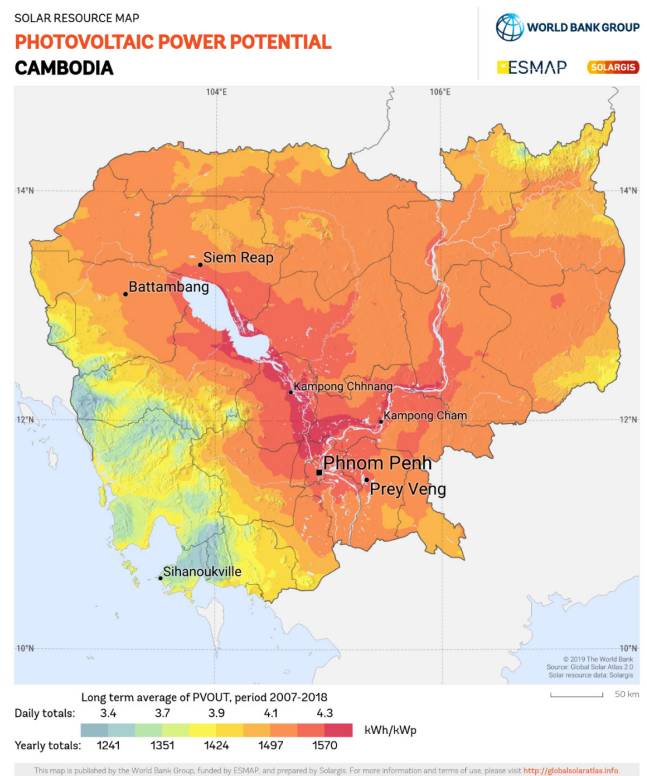 SOLAR RESOURCE MAP
PHOTOVOLTAIC POWER POTENTIAL
CAMBODIA
WORLD BANK GROUP
ESMAP
SOLARGIS
104°E 106°E
14°N 14°N
Siem Reap
Battambang
Kampong Chhnang
12°N 12°N
Kampong Cham
Phnom Penh
Prey Veng
Sihanoukville
10°N 10°N
© 2019 The World Bank
Source: Global Solar Atlas 2.0
Solar resource data: Solargis
50 km
Long term average of PVOUT, period 2007-2018
Daily totals: 3.4 3.7 3.9 4.1 4.3
kWh/kWp
Yearly totals: 1241 1351 1424 1497 1570
This map is published by the World Bank Group, funded by ESMAP, and prepared by Solargis. For more information and terms of use, please visit http://globalsolaratlas.info.